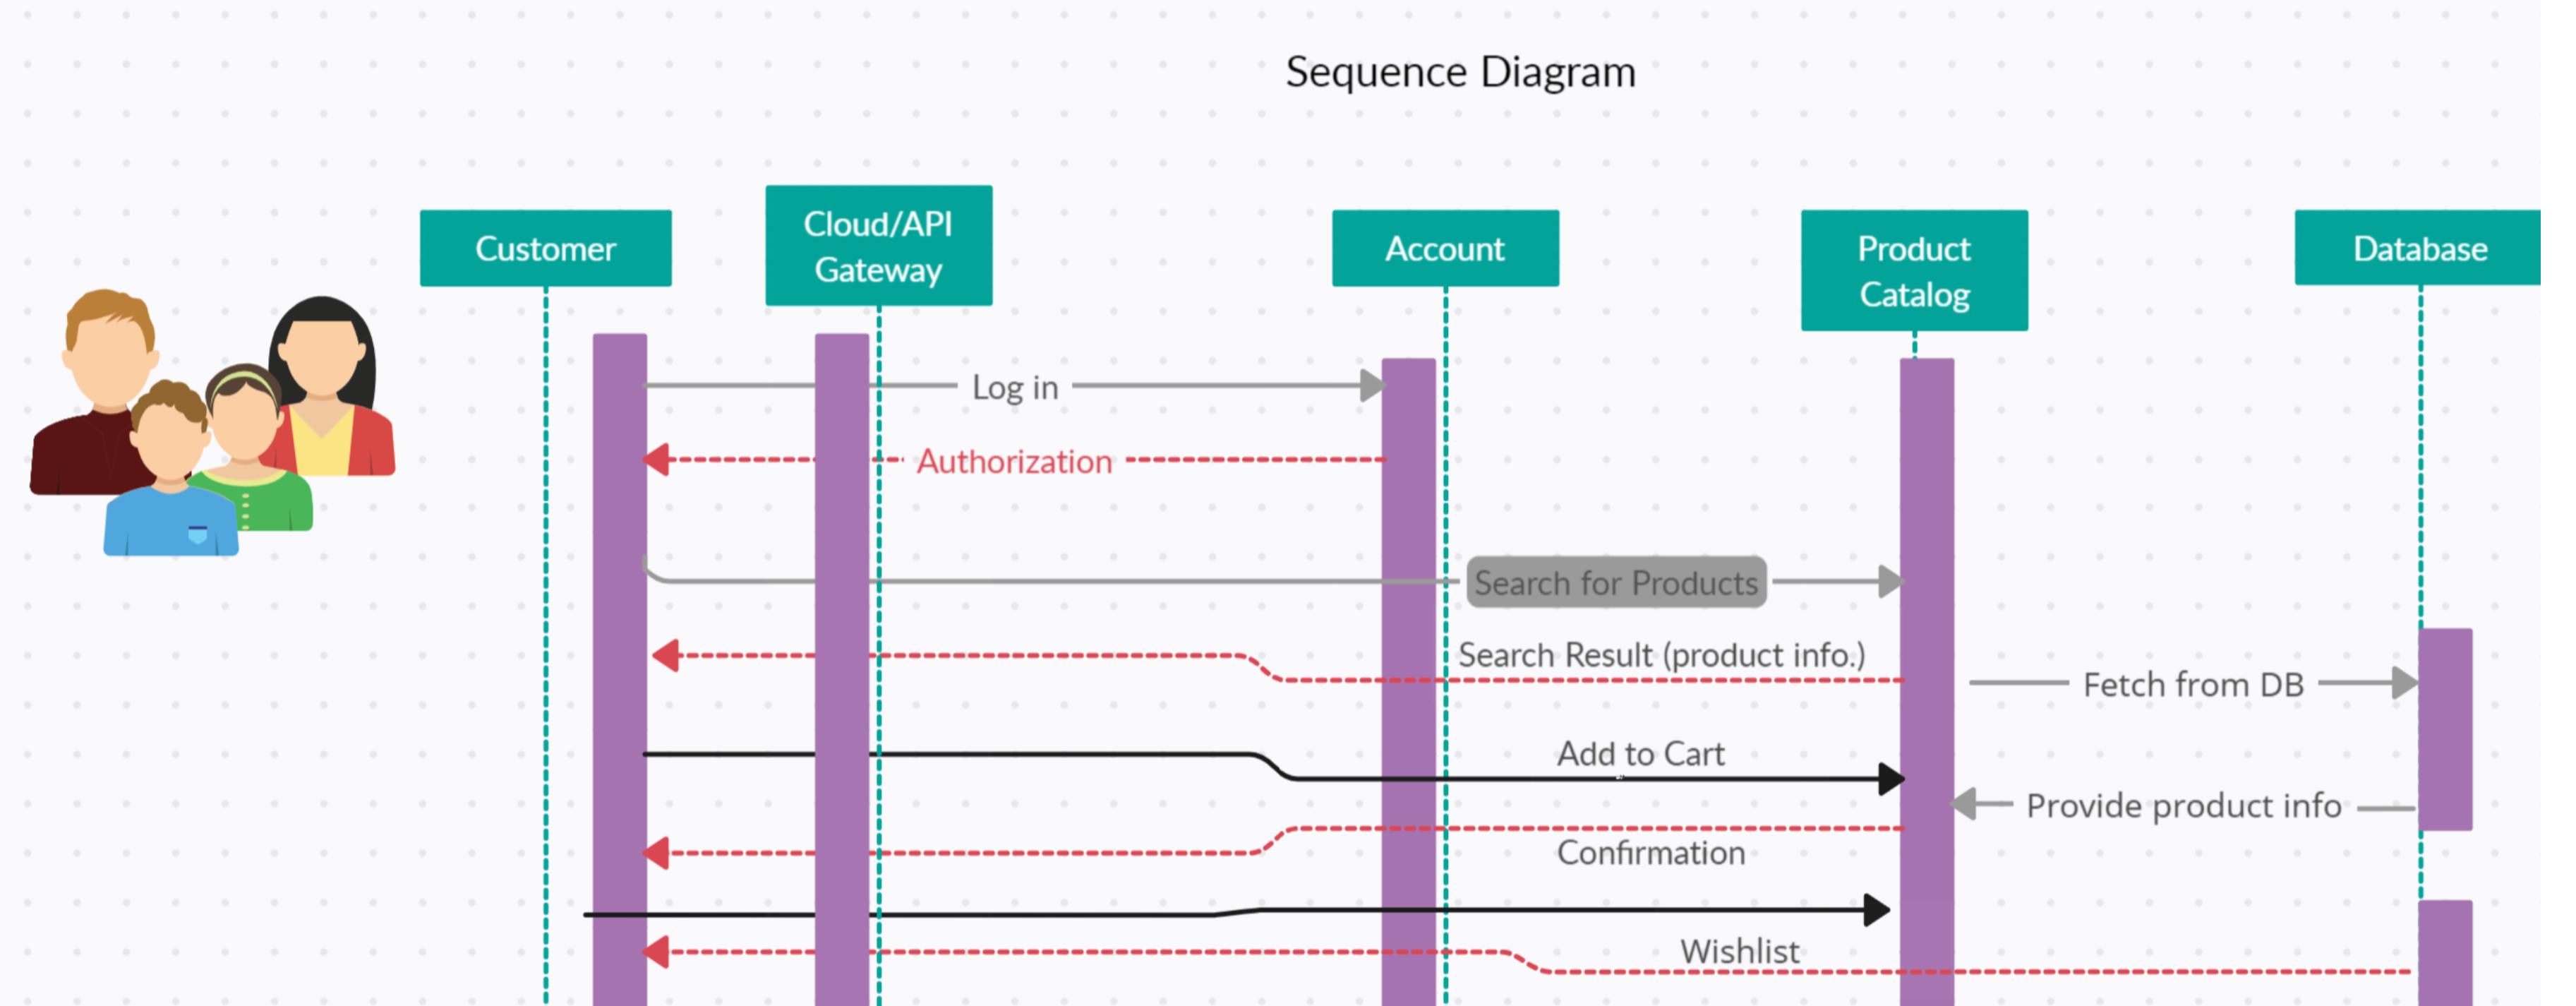 Sequence Diagram
Customer
Cloud/API
Gateway
Account
Product
Catalog
Database
Log in
Authorization
Search for Products
Search Result (product info.)
Fetch from DB
Add to Cart
Provide product info
Confirmation
Wishlist